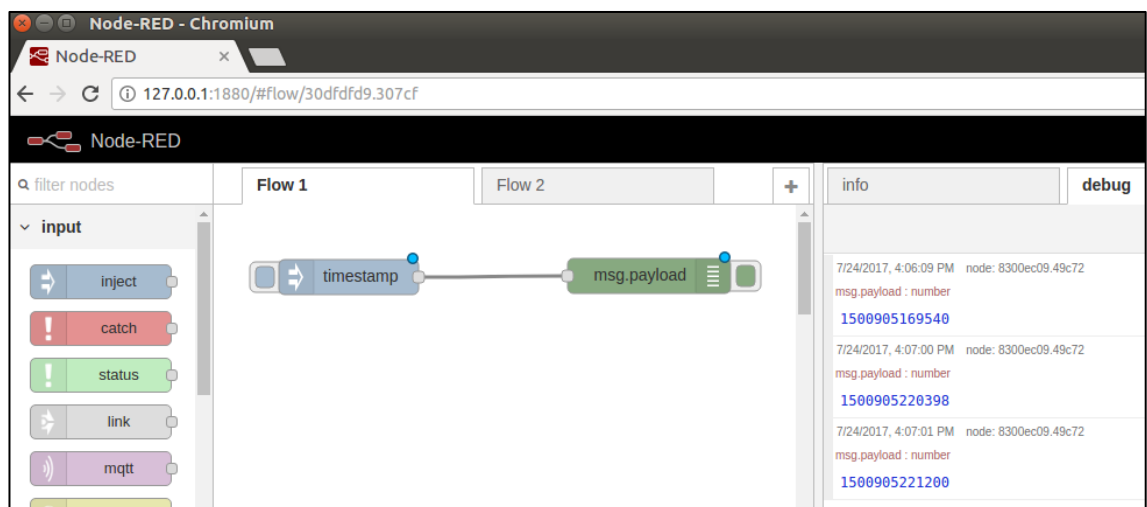 Node-RED - Chromium
Node-RED
127.0.0.1:1880/#flow/30dfdfd9.307cf
Node-RED
filter nodes
input
inject
catch
status
link
mqtt
Flow 1
Flow 2
timestamp
msg.payload
info
debug
7/24/2017, 4:06:09 PM node: 8300ec09.49c72
msg.payload : number
1500905169540
7/24/2017, 4:07:00 PM node: 8300ec09.49c72
msg.payload : number
1500905220398
7/24/2017, 4:07:01 PM node: 8300ec09.49c72
msg.payload : number
1500905221200